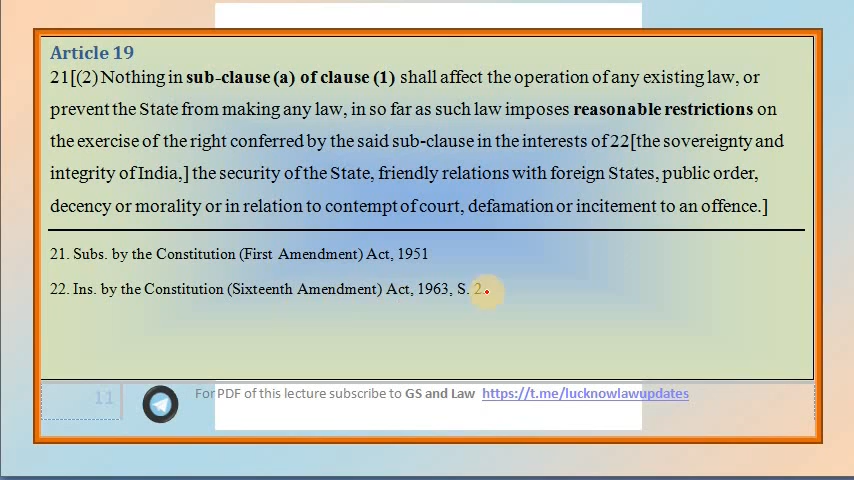 Article 19
21[(2) Nothing in sub-clause (a) of clause (1) shall affect the operation of any existing law, or
prevent the State from making any law, in so far as such law imposes reasonable restrictions on
the exercise of the right conferred by the said sub-clause in the interests of 22[the sovereignty and
integrity of India,] the security of the State, friendly relations with foreign States, public order,
decency or morality or in relation to contempt of court, defamation or incitement to an offence.]
21. Subs. by the Constitution (First Amendment) Act, 1951
22. Ins. by the Constitution (Sixteenth Amendment) Act, 1963, S. 2.
11
For PDF of this lecture subscribe to GS and Law https://t.me/lucknowlawupdates